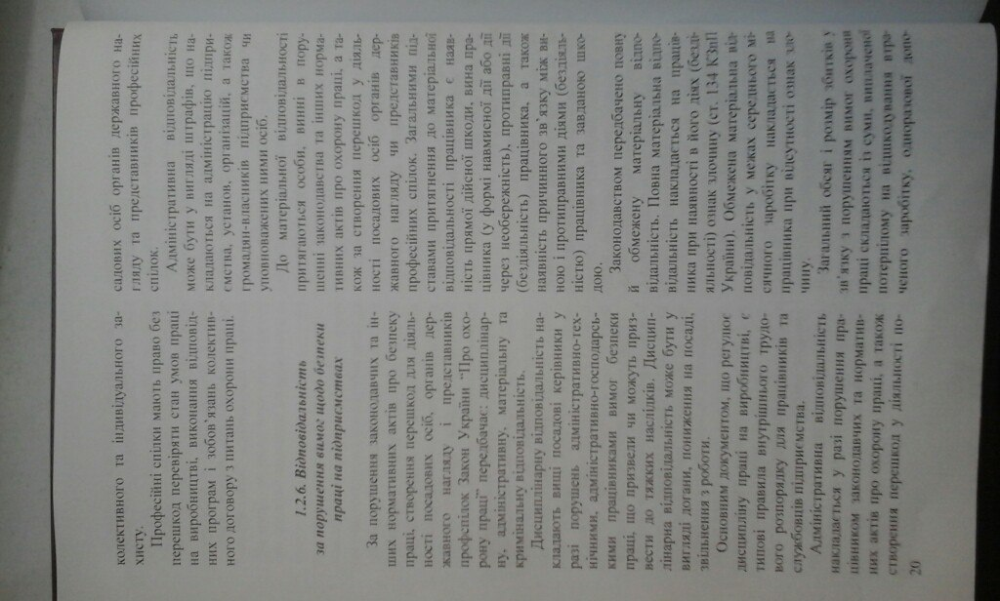 колективного та індивідуального за-
хисту.
Професійні спілки мають право без
перешкод перевіряти стан умов праці
на виробництві, виконання відповід-
них програм і зобов'язань колектив-
ного договору з питань охорони праці.
1.2.6. Відповідальність
за порушення вимог щодо безпеки
праці на підприємствах
За порушення законодавчих та ін-
ших нормативних актів про безпеку
праці, створення перешкод для діяль-
ності посадових осіб, органів дер-
жавного нагляду і представників
профспілок Закон України "Про охо-
рону праці" передбачає: дисциплінар-
ну, адміністративну, матеріальну та
кримінальну відповідальність.
Дисциплінарну відповідальність на-
кладають вищі посадові керівники у
разі порушень адміністративно-тех-
нічними, адміністративно-господарсь-
кими працівниками вимог безпеки
праці, що призвели чи можуть приз-
вести до тяжких наслідків. Дисцип-
лінарна відповідальність може бути у
вигляді догани, пониження на посаді,
звільнення з роботи.
Основним документом, що регулює
дисципліну праці на виробництві, є
типові правила внутрішнього трудо-
вого розпорядку для працівників та
службовців підприємства.
Адміністративна відповідальність
накладається у разі порушення пра-
цівником законодавчих та норматив-
них актів про охорону праці, а також
створення перешкод у діяльності по-
20
садових осіб органів державного на-
гляду та представників професійних
спілок.
Адміністративна відповідальність
може бути у вигляді штрафів, що на-
кладаються на адміністрацію підпри-
ємства, установ, організацій, а також
громадян-власників підприємства чи
уповноважених ними осіб.
До матеріальної відповідальності
притягаються особи, винні в пору-
шенні законодавства та інших норма-
тивних актів про охорону праці, а та-
кож за створення перешкод у діяль-
ності посадових осіб органів дер-
жавного нагляду чи представників
професійних спілок. Загальними під-
ставами притягнення до матеріальної
відповідальності працівника є наяв-
ність прямої дійсної шкоди, вина пра-
цівника (у формі навмисної дії або дії
через необережність), протиправні дії
(бездіяльність) працівника, а також
наявність причинного зв'язку між ви-
ною і протиправними діями (бездіяль-
ністю) працівника та завданою шко-
дою.
Законодавством передбачено повну
й обмежену матеріальну відпо-
відальність. Повна матеріальна відпо-
відальність накладається на праців-
ника при наявності в його діях (безді-
яльності) ознак злочину (ст. 134 КЗпП
України). Обмежена матеріальна від-
повідальність у межах середнього мі-
сячного заробітку накладається на
працівника при відсутності ознак зло-
чину.
Загальний обсяг і розмір збитків у
зв'язку з порушенням вимог охорони
праці складаються із суми, виплаченої
потерпілому на відшкодування втра-
ченого заробітку, одноразової допо-